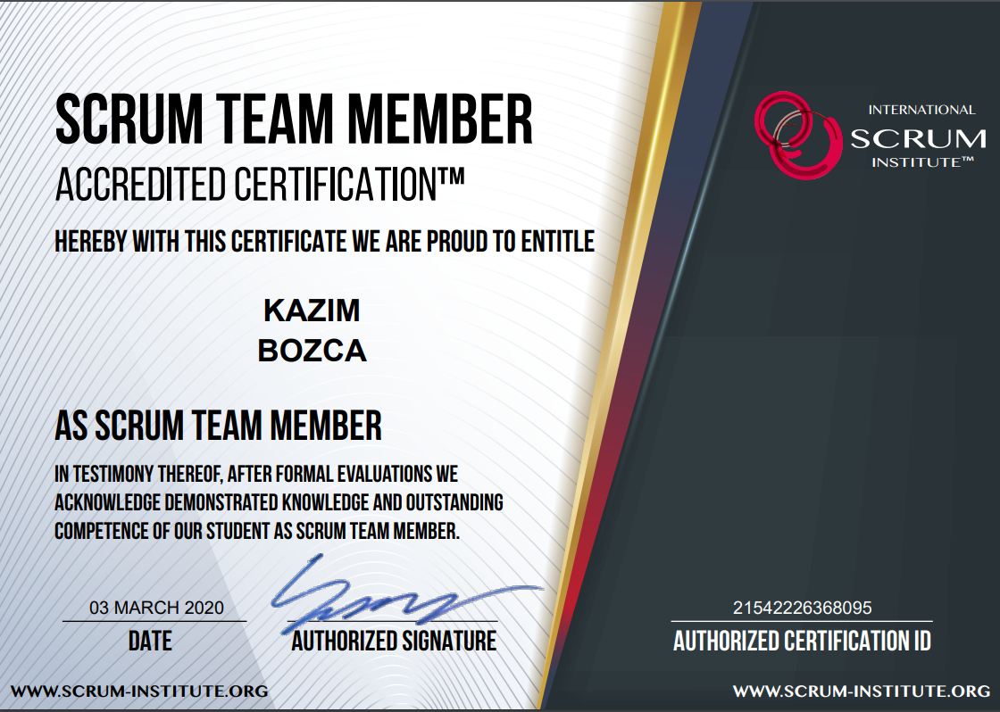 SCRUM TEAM MEMBER
ACCREDITED CERTIFICATION™
HEREBY WITH THIS CERTIFICATE WE ARE PROUD TO ENTITLE
KAZIM
BOZCA
AS SCRUM TEAM MEMBER
IN TESTIMONY THEREOF, AFTER FORMAL EVALUATIONS WE
ACKNOWLEDGE DEMONSTRATED KNOWLEDGE AND OUTSTANDING
COMPETENCE OF OUR STUDENT AS SCRUM TEAM MEMBER.
03 MARCH 2020
DATE
AUTHORIZED SIGNATURE
WWW.SCRUM-INSTITUTE.ORG
INTERNATIONAL
SCRUM
INSTITUTE™
21542226368095
AUTHORIZED CERTIFICATION ID
WWW.SCRUM-INSTITUTE.ORG